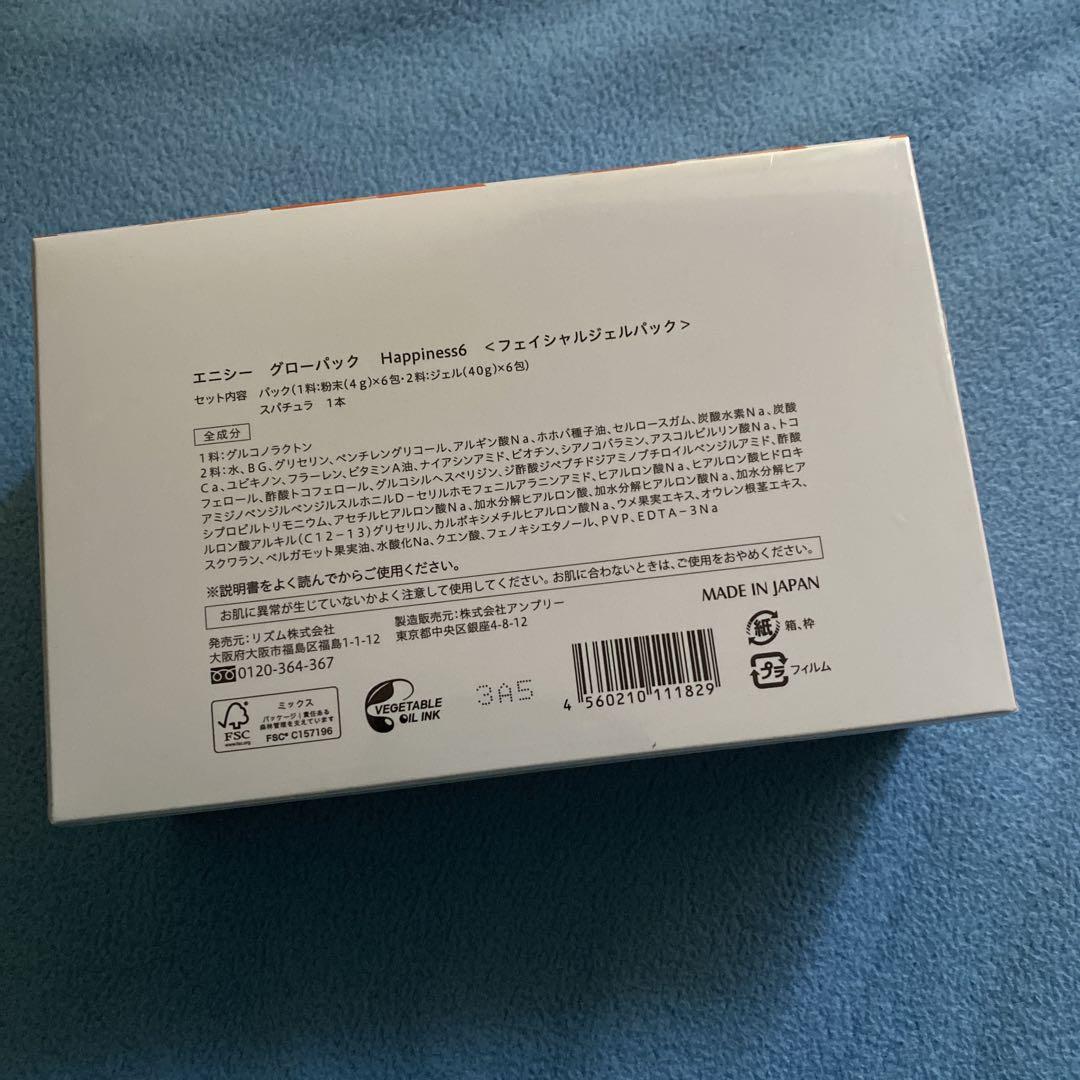 エニシー　グローパック　Happiness6　＜フェイシャルジェルパック＞
セット内容　パック(1料:粉末(4g)×6包・2料:ジェル(40g)×6包)
スパチュラ　1本
全成分
1料:グルコノラクトン
2料:水、BG、グリセリン、ペンチレングリコール、アルギン酸Na、ホホバ種子油、セルロースガム、炭酸水素Na、炭酸
Ca、ユビキノン、フラーレン、ビタミンA油、ナイアシンアミド、ビオチン、シアノコバラミン、アスコルビルリン酸Na、トコ
フェロール、酢酸トコフェロール、グルコシルヘスペリジン、ジ酢酸ジペプチドジアミノブチロイルベンジルアミド、酢酸
アミジノベンジルベンジルスルホニルD−セリルホモフェニルアラニンアミド、ヒアルロン酸Na、ヒアルロン酸ヒドロキ
シプロピルトリモニウム、アセチルヒアルロン酸Na、加水分解ヒアルロン酸、加水分解ヒアルロン酸Na、加水分解ヒア
ルロン酸アルキル(C12−13)グリセリル、カルボキシメチルヒアルロン酸Na、ウメ果実エキス、オウレン根茎エキス、
スクワラン、ベルガモット果実油、水酸化Na、クエン酸、フェノキシエタノール、PVP、EDTA−3Na
※説明書をよく読んでからご使用ください。
お肌に異常が生じていないかよく注意して使用してください。お肌に合わないときは、ご使用をおやめください。
MADE IN JAPAN
発売元:リズム株式会社
大阪府大阪市福島区福島1-1-12
0120-364-367
製造販売元:株式会社アンプリー
東京都中央区銀座4-8-12
紙 箱、枠
プラ フィルム
FSC
www.fsc.org
ミックス
パッケージ｜責任ある
森林管理を支えています
FSC® C157196
VEGETABLE
OIL INK
3A5
4 560210 111829